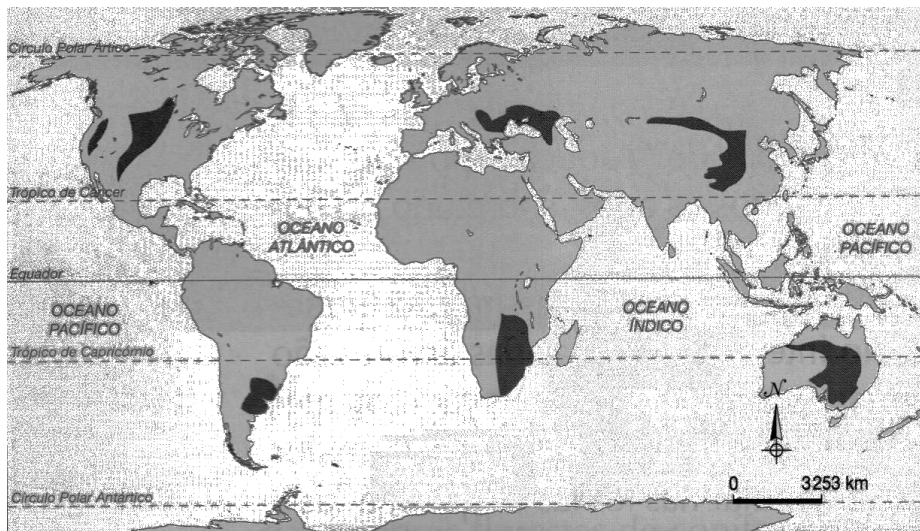 Círculo Polar Ártico
Trópico de Câncer
OCEANO
ATLÂNTICO
OCEANO
PACÍFICO
Equador
OCEANO
PACÍFICO
OCEANO
ÍNDICO
Trópico de Capricórnio
N
0 3253 km
Círculo Polar Antártico